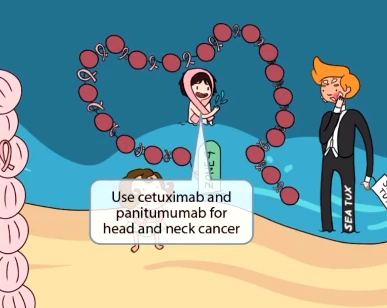 Use cetuximab and
panitumumab for
head and neck cancer
SEA TUX